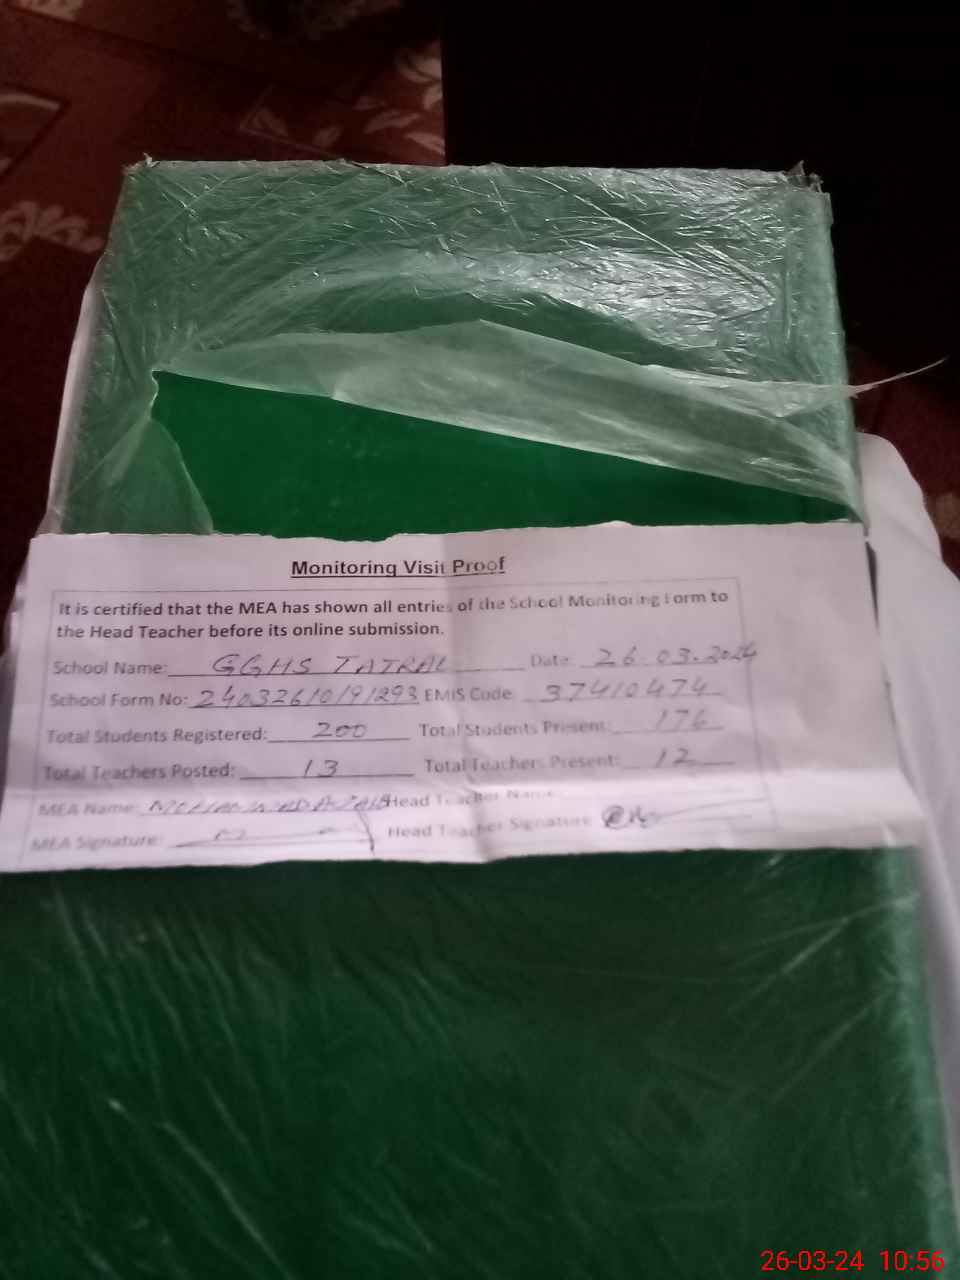 Monitoring Visit Proof
It is certified that the MEA has shown all entries of the School Monitoring Form to
the Head Teacher before its online submission.
School Name: GGHS TATRAL Date: 26.03.2024
School Form No: 24032610191293 EMIS Code: 37410474
Total Students Registered: 200 Total Students Present: 176
Total Teachers Posted: 13 Total Teachers Present: 12
MEA Name: Head Teacher Name:
MEA Signature: Head Teacher Signature:
26-03-24 10:56